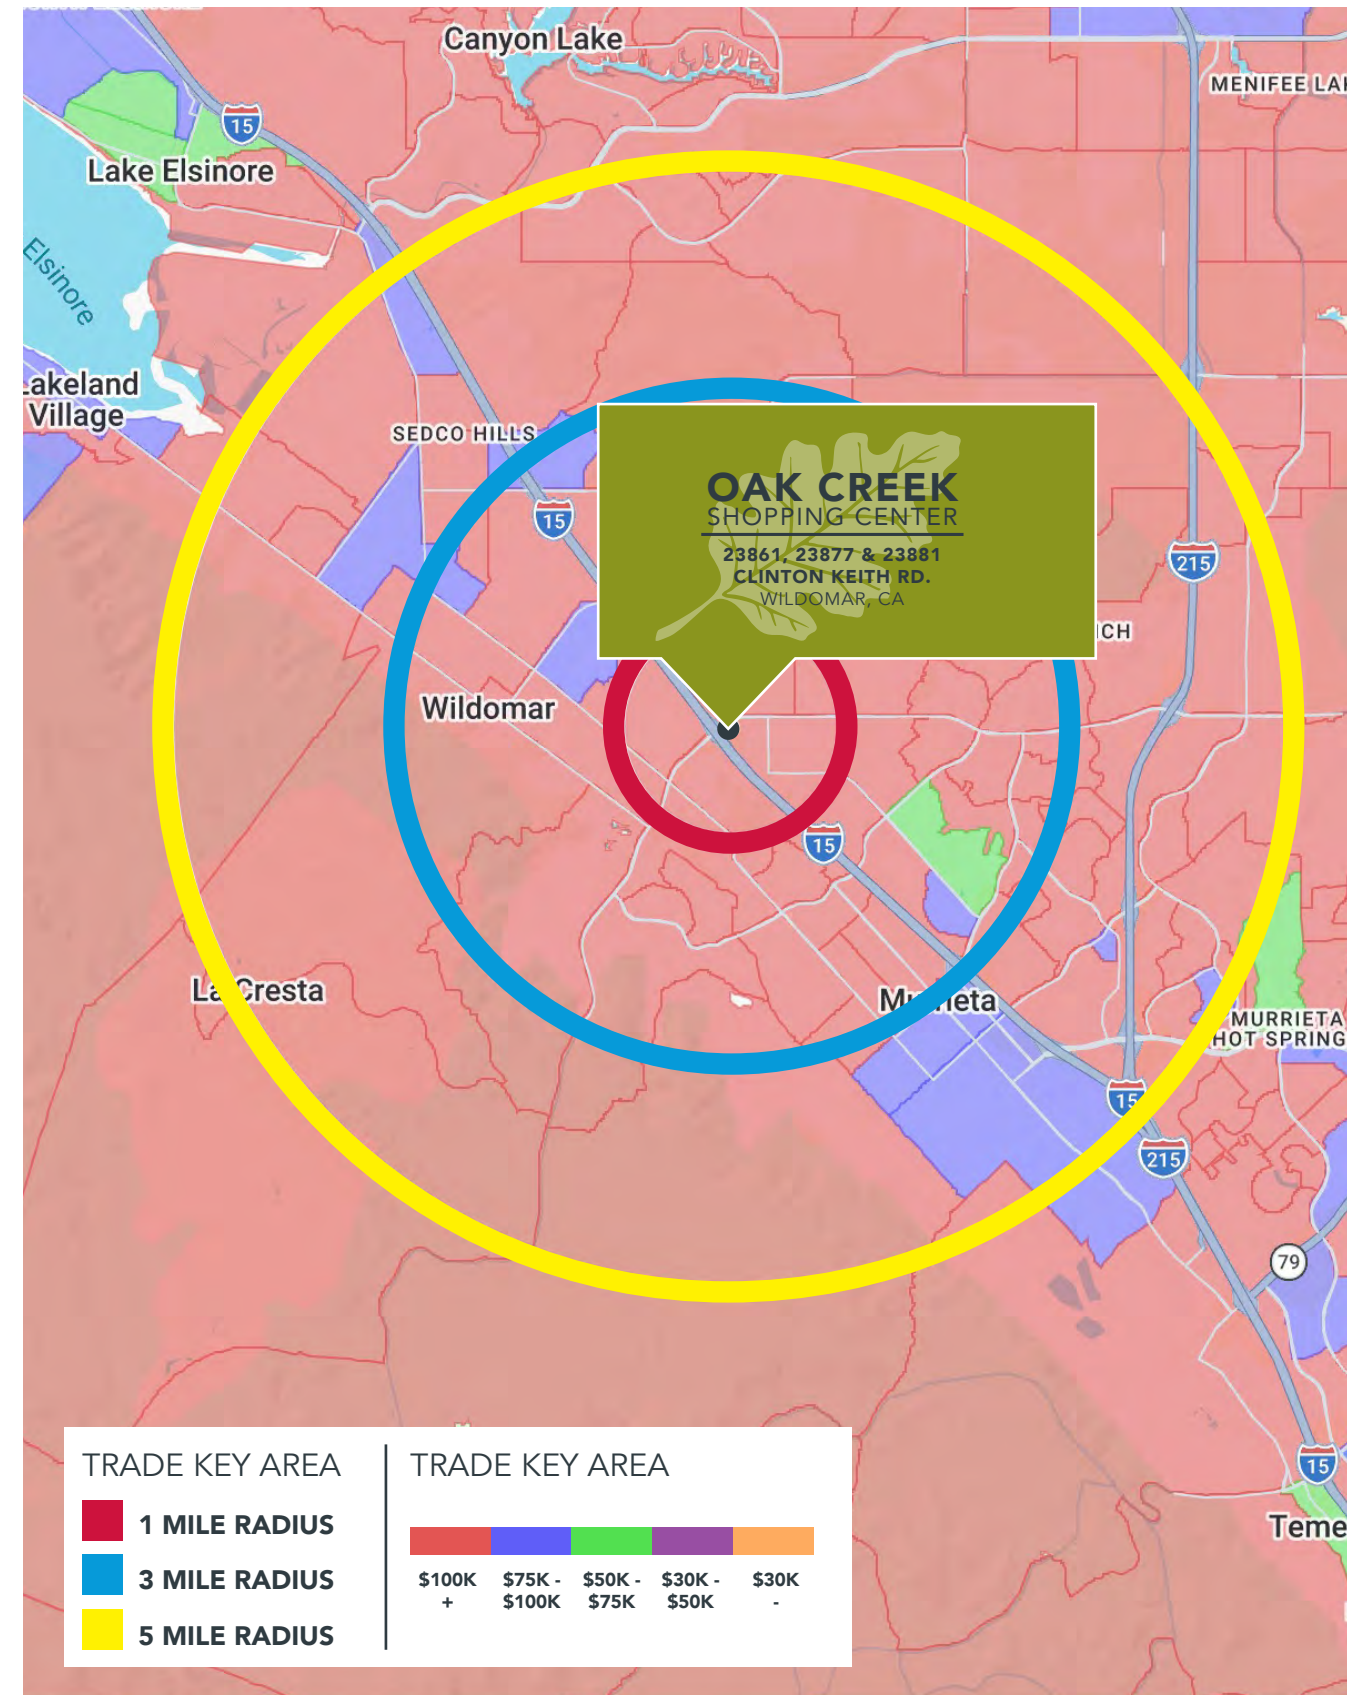 Canyon Lake
MENIFEE LAK
15
Lake Elsinore
Elsinore
akeland
Village
SEDCO HILLS
15
OAK CREEK
SHOPPING CENTER
23861, 23877 & 23881
CLINTON KEITH RD.
WILDOMAR, CA
215
CH
Wildomar
15
La Cresta
Murrieta
MURRIETA
HOT SPRING
15
215
79
15
Teme
TRADE KEY AREA
1 MILE RADIUS
3 MILE RADIUS
5 MILE RADIUS
TRADE KEY AREA
$100K
+
$75K -
$100K
$50K -
$75K
$30K -
$50K
$30K
-